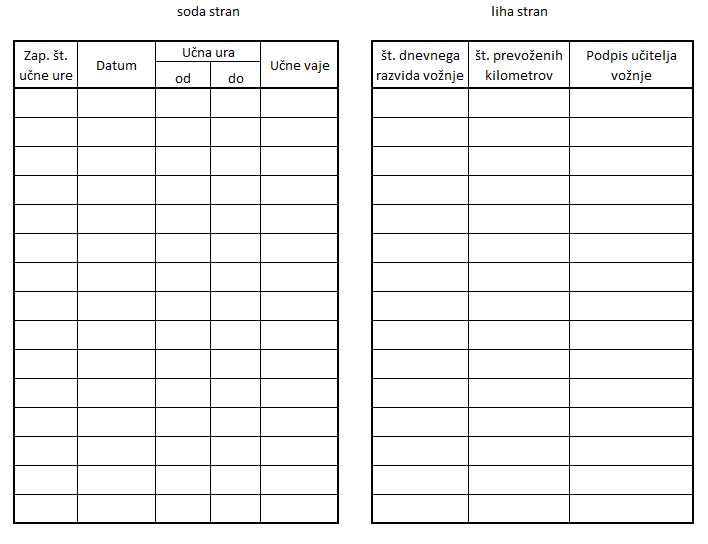 soda stran
Zap. št.
učne ure
Datum
Učna ura
od
do
Učne vaje
liha stran
št. dnevnega
razvida vožnje
št. prevoženih
kilometrov
Podpis učitelja
vožnje